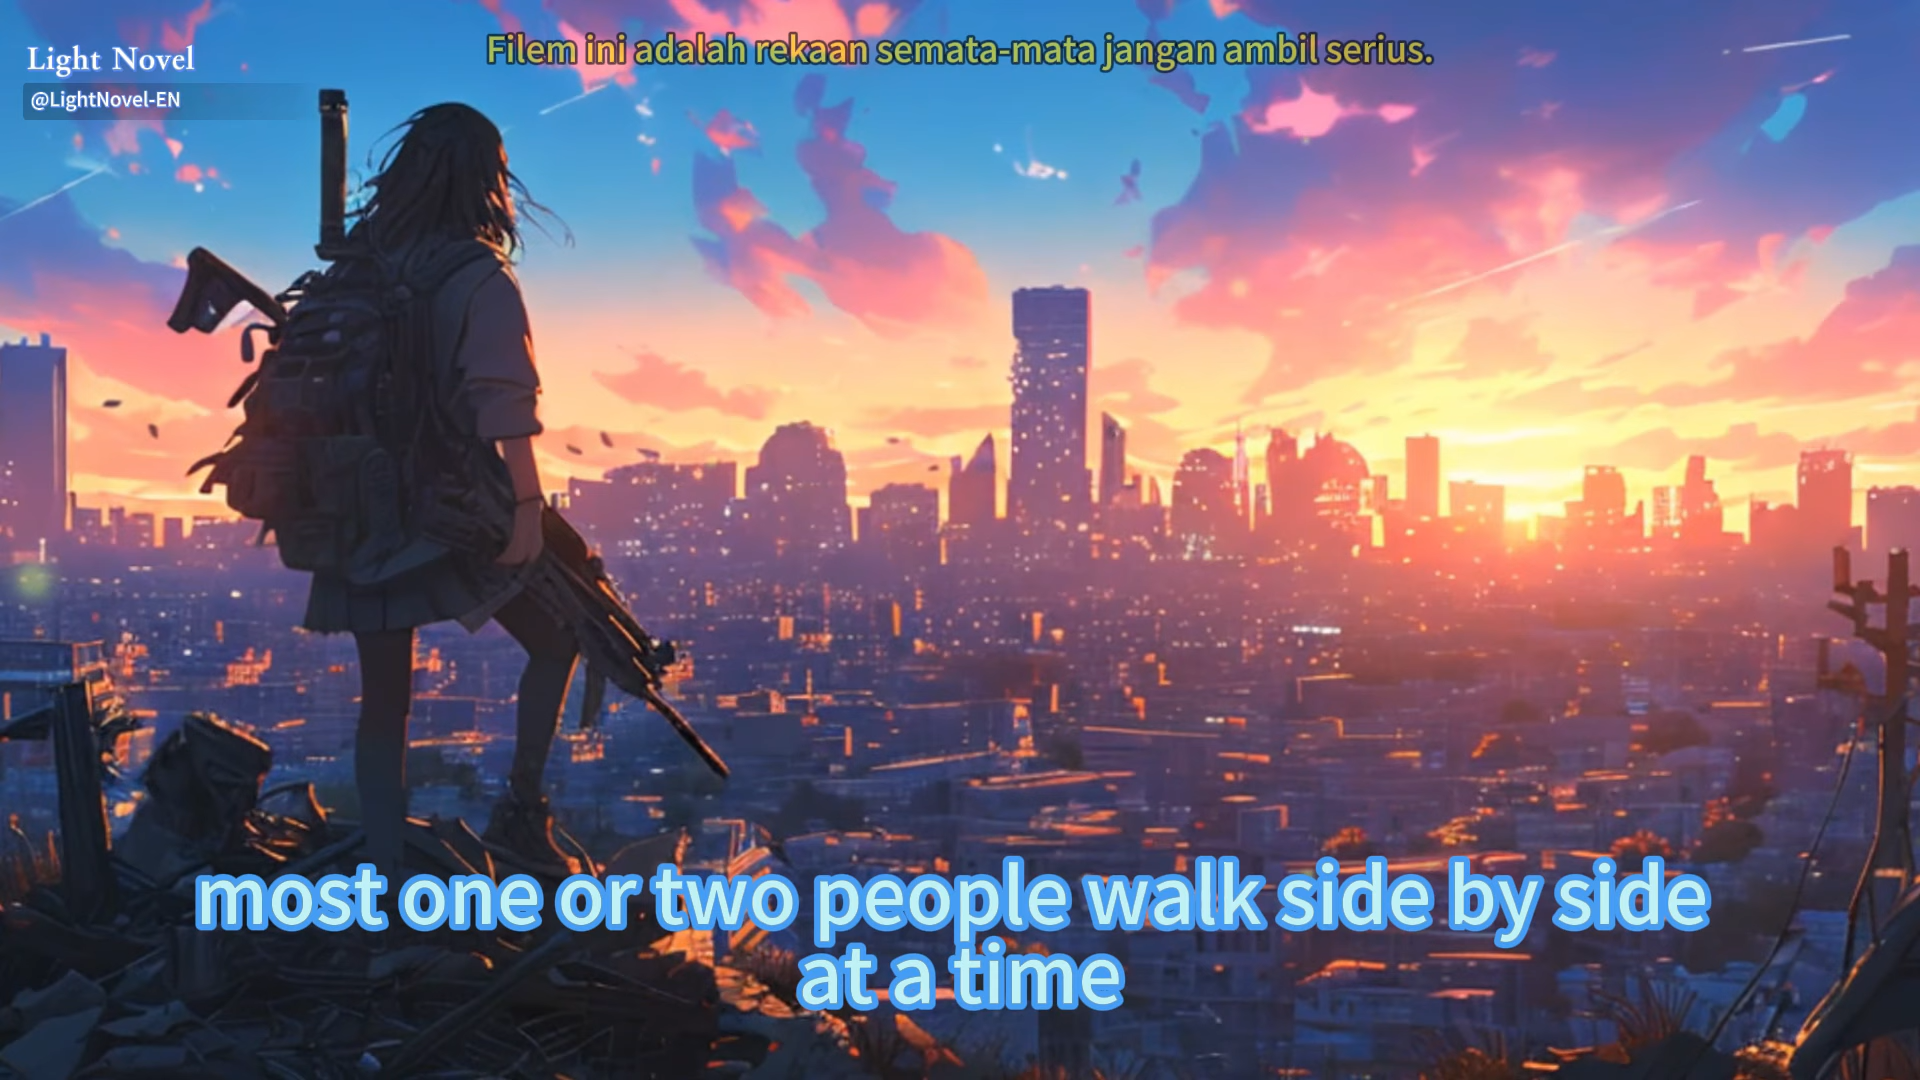 Filem ini adalah rekaan semata-mata jangan ambil serius.
Light Novel
@LightNovel-EN
most one or two people walk side by side
at a time